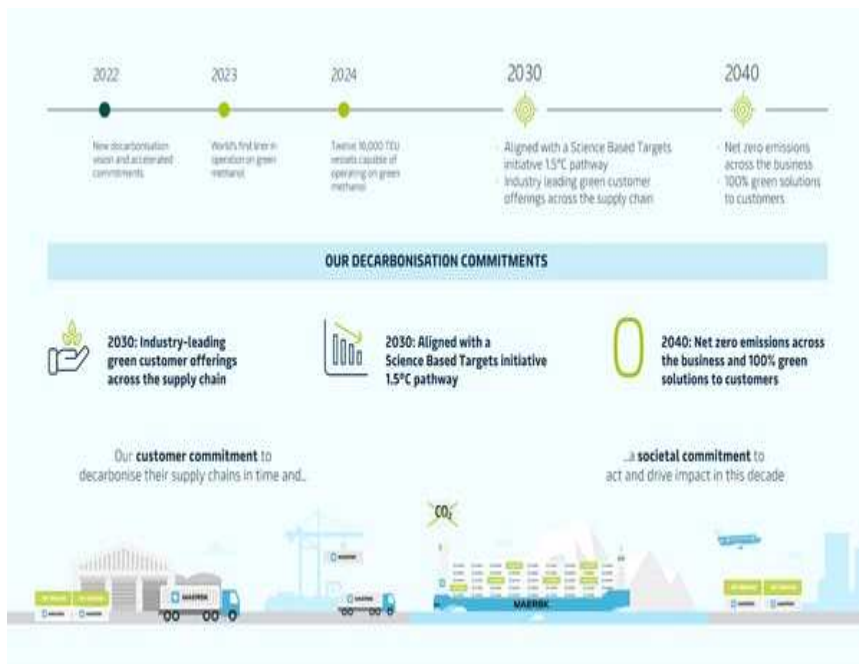 2022
2023
2024
2030
2040
New decarbonisation
vision and accelerated
commitments
World's first liner in
operation on green
methanol
Twelve 16,000 TEU
vessels capable of
operating on green
methanol
· Aligned with a Science Based Targets
initiative 1.5°C pathway
· Industry leading green customer
offerings across the supply chain
· Net zero emissions
across the business
· 100% green solutions
to customers
OUR DECARBONISATION COMMITMENTS
2030: Industry-leading
green customer offerings
across the supply chain
2030: Aligned with a
Science Based Targets initiative
1.5°C pathway
0
2040: Net zero emissions across
the business and 100% green
solutions to customers
Our customer commitment to
decarbonise their supply chains in time and..
..a societal commitment to
act and drive impact in this decade
CO₂
MAERSK
MAERSK
MAERSK
MAERSK